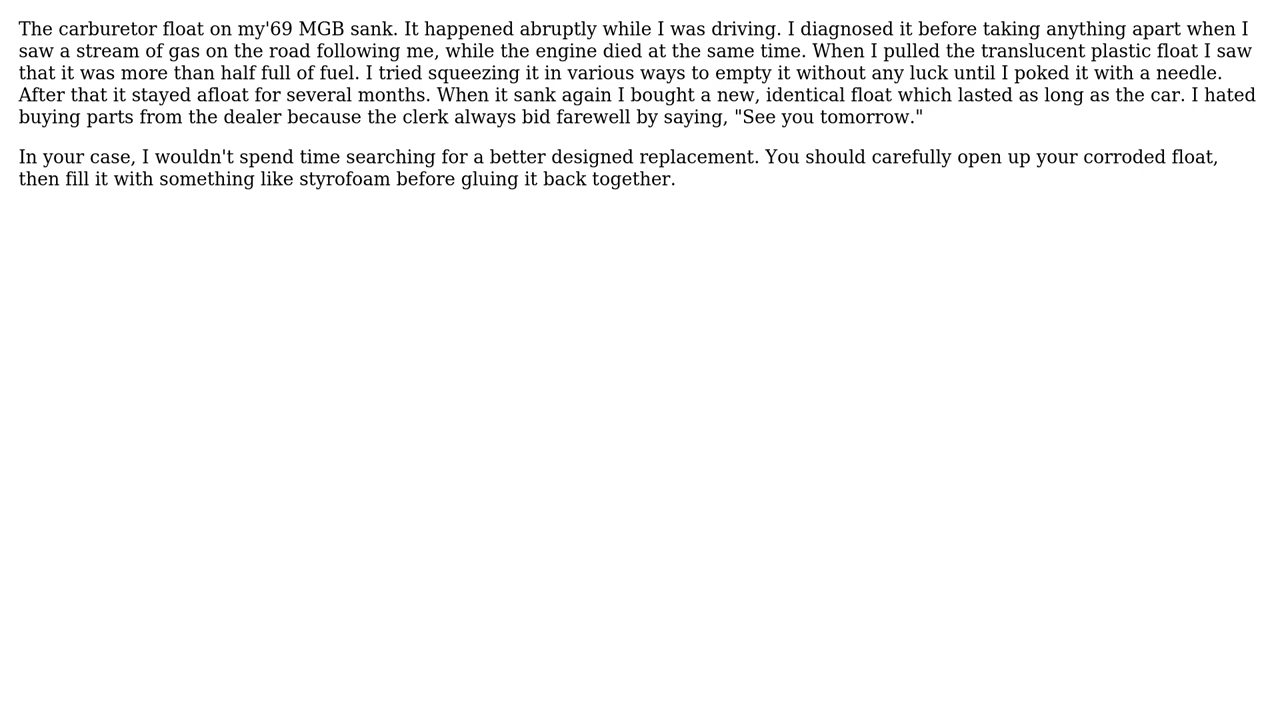 The carburetor float on my'69 MGB sank. It happened abruptly while I was driving. I diagnosed it before taking anything apart when I
saw a stream of gas on the road following me, while the engine died at the same time. When I pulled the translucent plastic float I saw
that it was more than half full of fuel. I tried squeezing it in various ways to empty it without any luck until I poked it with a needle.
After that it stayed afloat for several months. When it sank again I bought a new, identical float which lasted as long as the car. I hated
buying parts from the dealer because the clerk always bid farewell by saying, "See you tomorrow."
In your case, I wouldn't spend time searching for a better designed replacement. You should carefully open up your corroded float,
then fill it with something like styrofoam before gluing it back together.